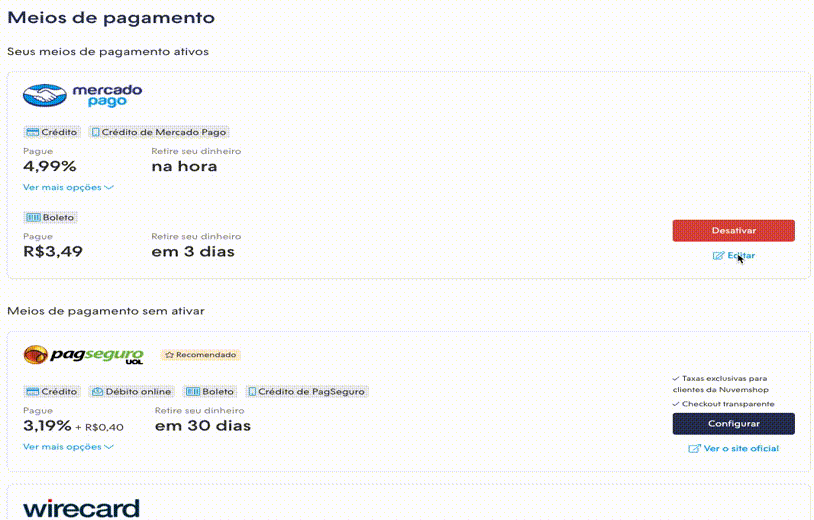 Meios de pagamento
Seus meios de pagamento ativos
mercado
pago
Crédito Crédito de Mercado Pago
Pague Retire seu dinheiro
4,99% na hora
Ver mais opções
Boleto
Pague Retire seu dinheiro
R$3,49 em 3 dias
Desativar
Editar
Meios de pagamento sem ativar
pagseguro
UOL
Recomendado
Crédito Débito online Boleto Crédito de PagSeguro
Pague Retire seu dinheiro
3,19% + R$0,40 em 30 dias
Ver mais opções
Taxas exclusivas para
clientes da Nuvemshop
Checkout transparente
Configurar
Ver o site oficial
wirecard